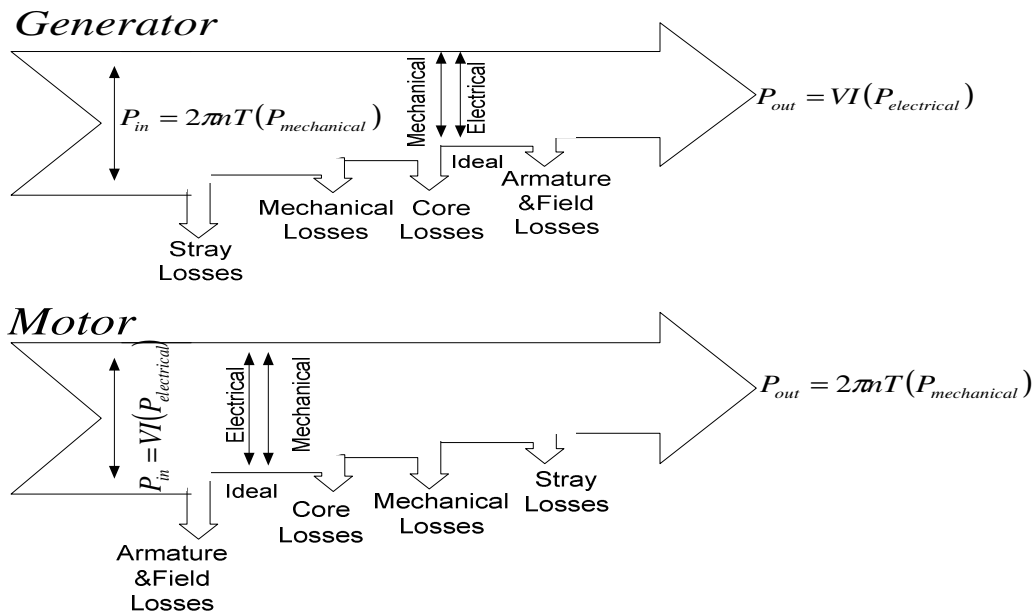 Generator
P_in = 2πnT(P_mechanical)
Mechanical
Electrical
P_out = VI(P_electrical)
Ideal
Stray
Losses
Mechanical
Losses
Core
Losses
Armature
&Field
Losses
Motor
P_in = VI(P_electrical)
Electrical
Mechanical
P_out = 2πnT(P_mechanical)
Ideal
Armature
&Field
Losses
Core
Losses
Mechanical
Losses
Stray
Losses